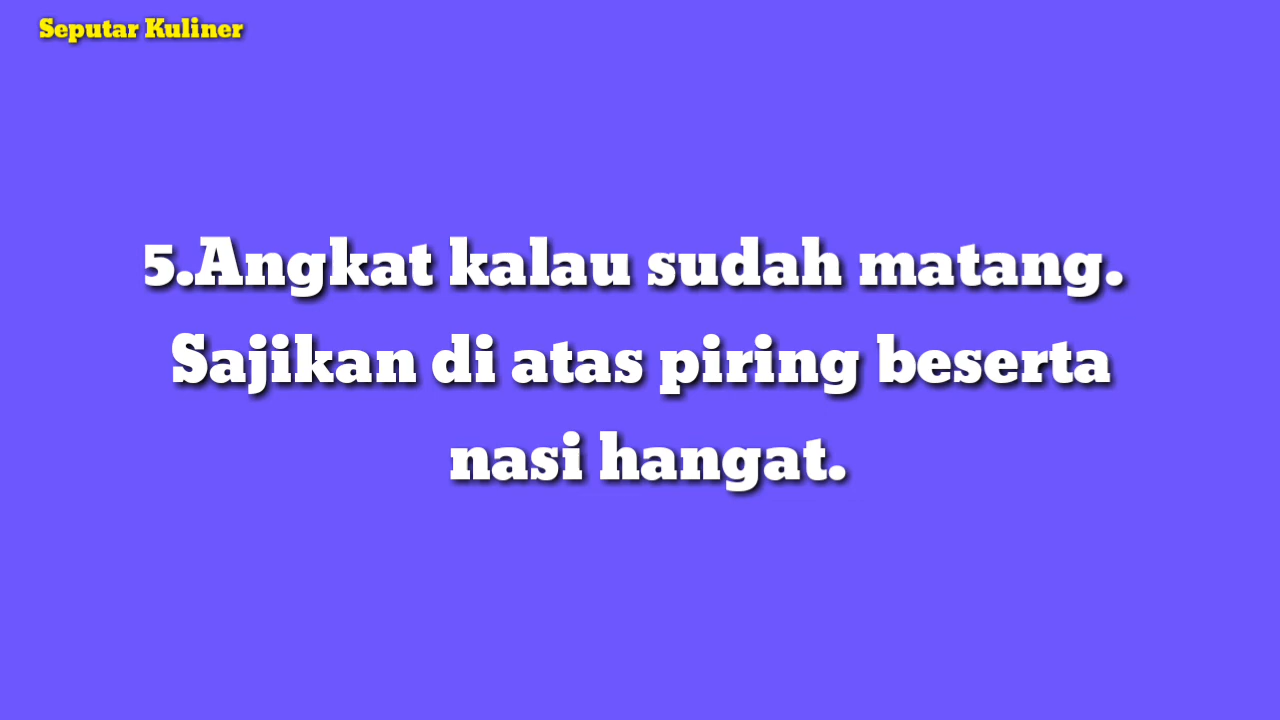 Seputar Kuliner
5.Angkat kalau sudah matang.
Sajikan di atas piring beserta
nasi hangat.